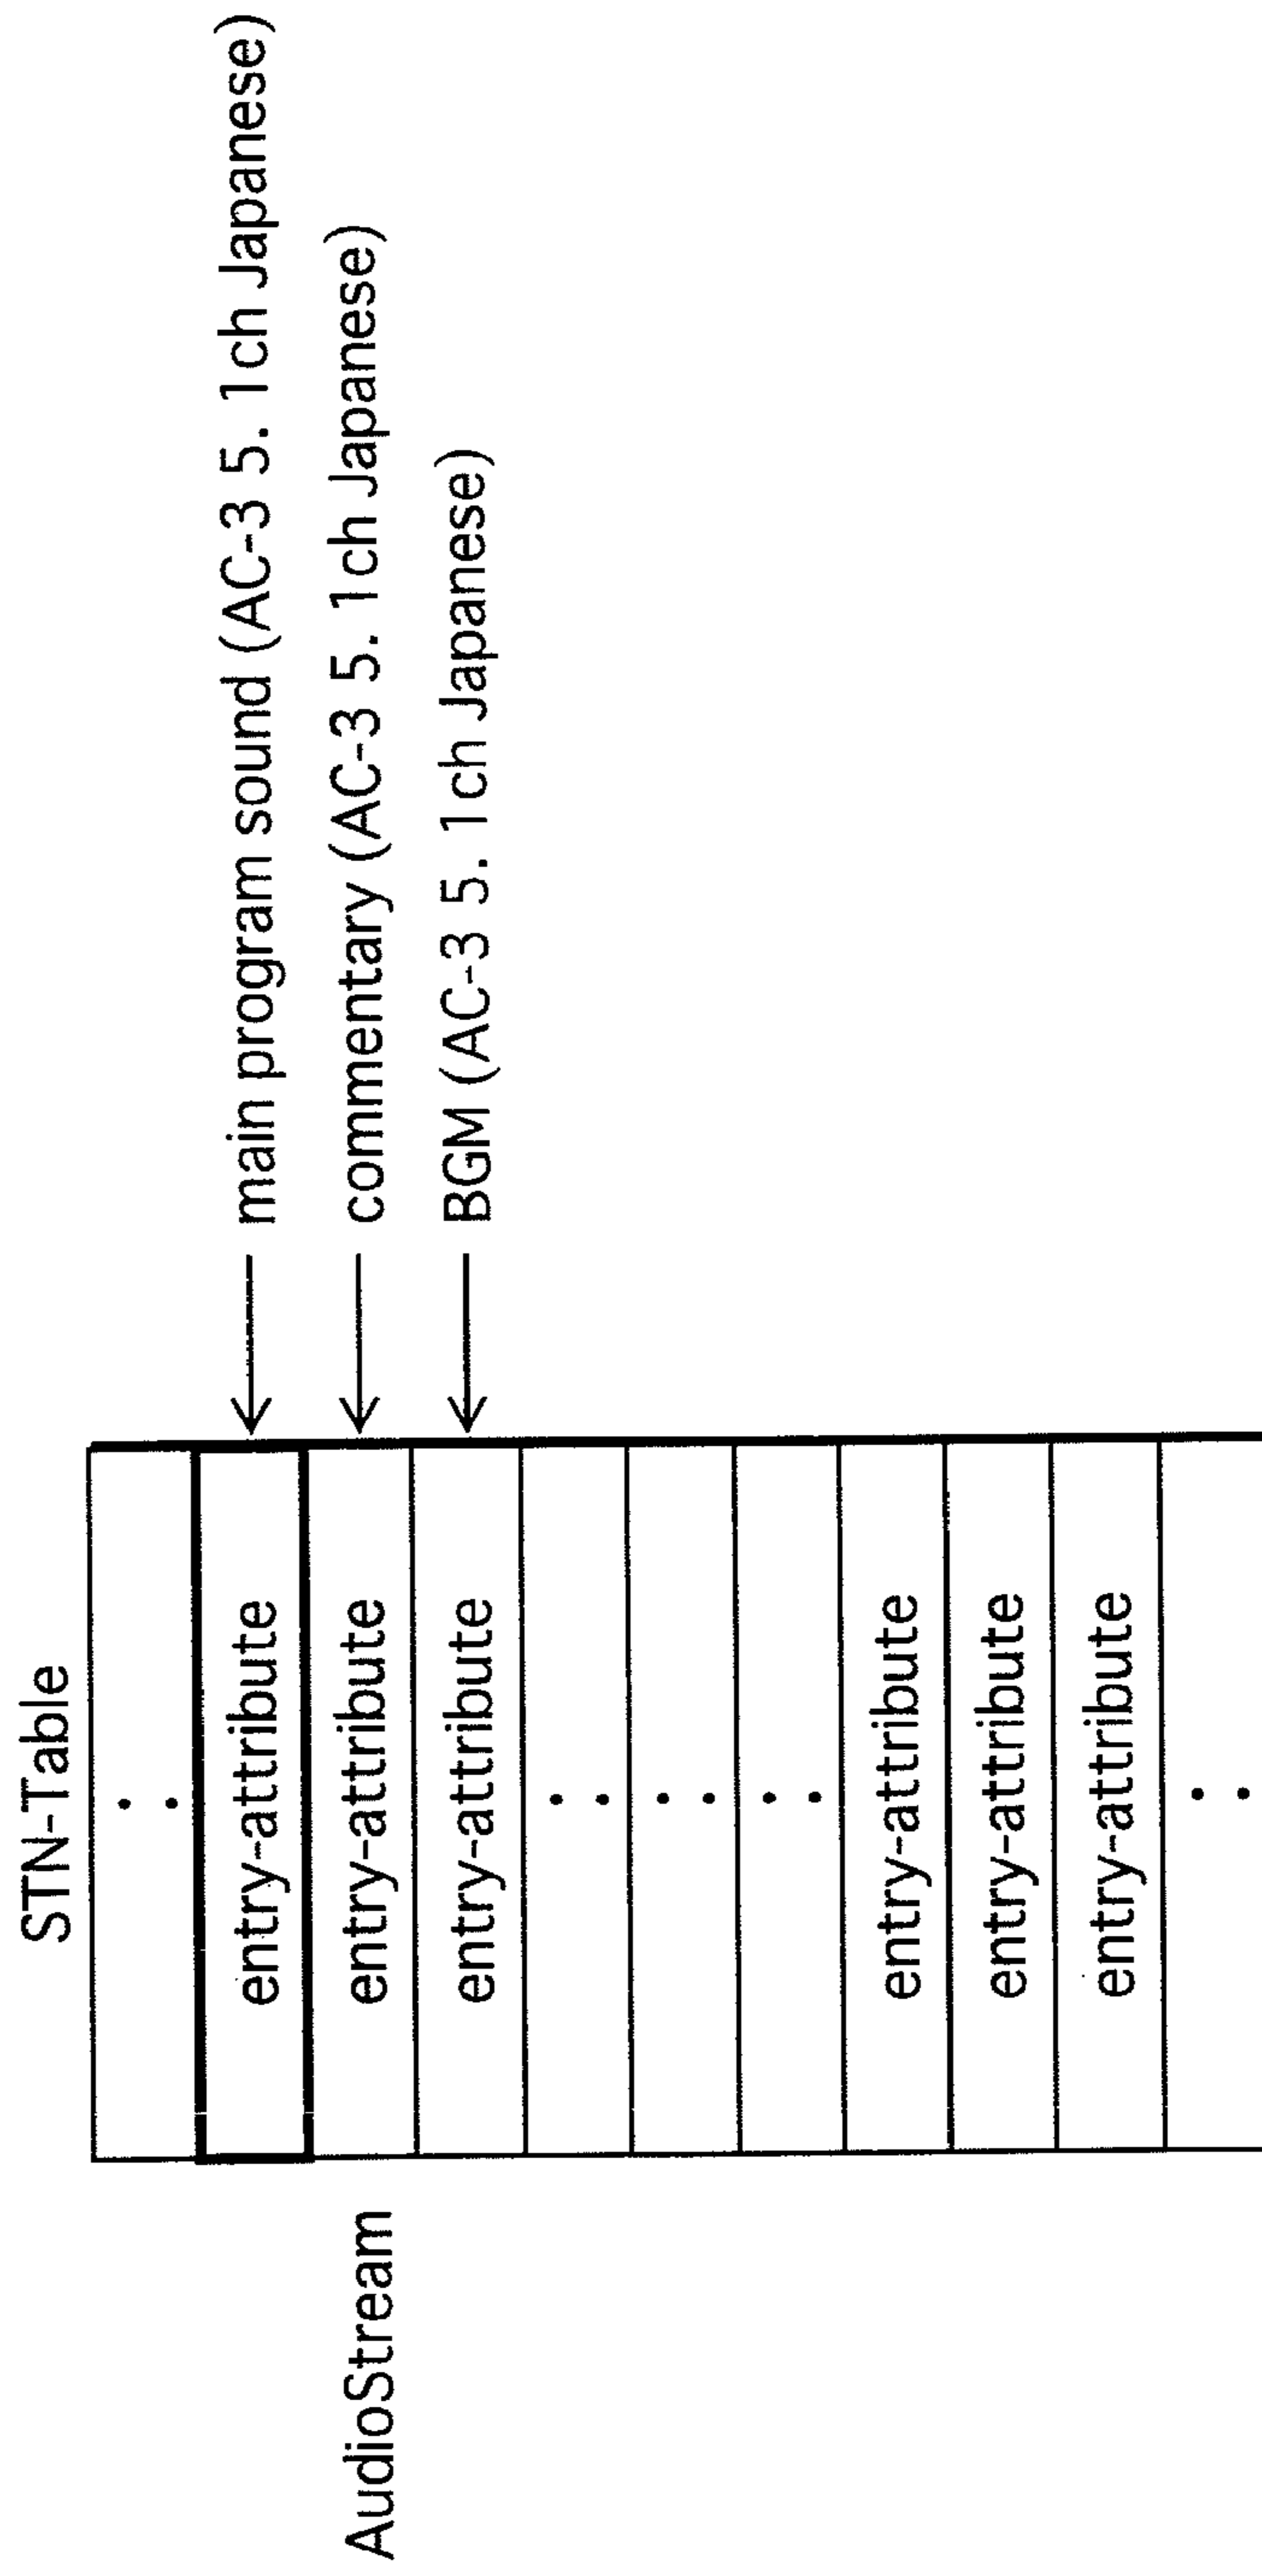 STN-Table
AudioStream
entry-attribute
main program sound (AC-3 5.1ch Japanese)
entry-attribute
commentary (AC-3 5.1ch Japanese)
entry-attribute
BGM (AC-3 5.1ch Japanese)
entry-attribute
entry-attribute
entry-attribute